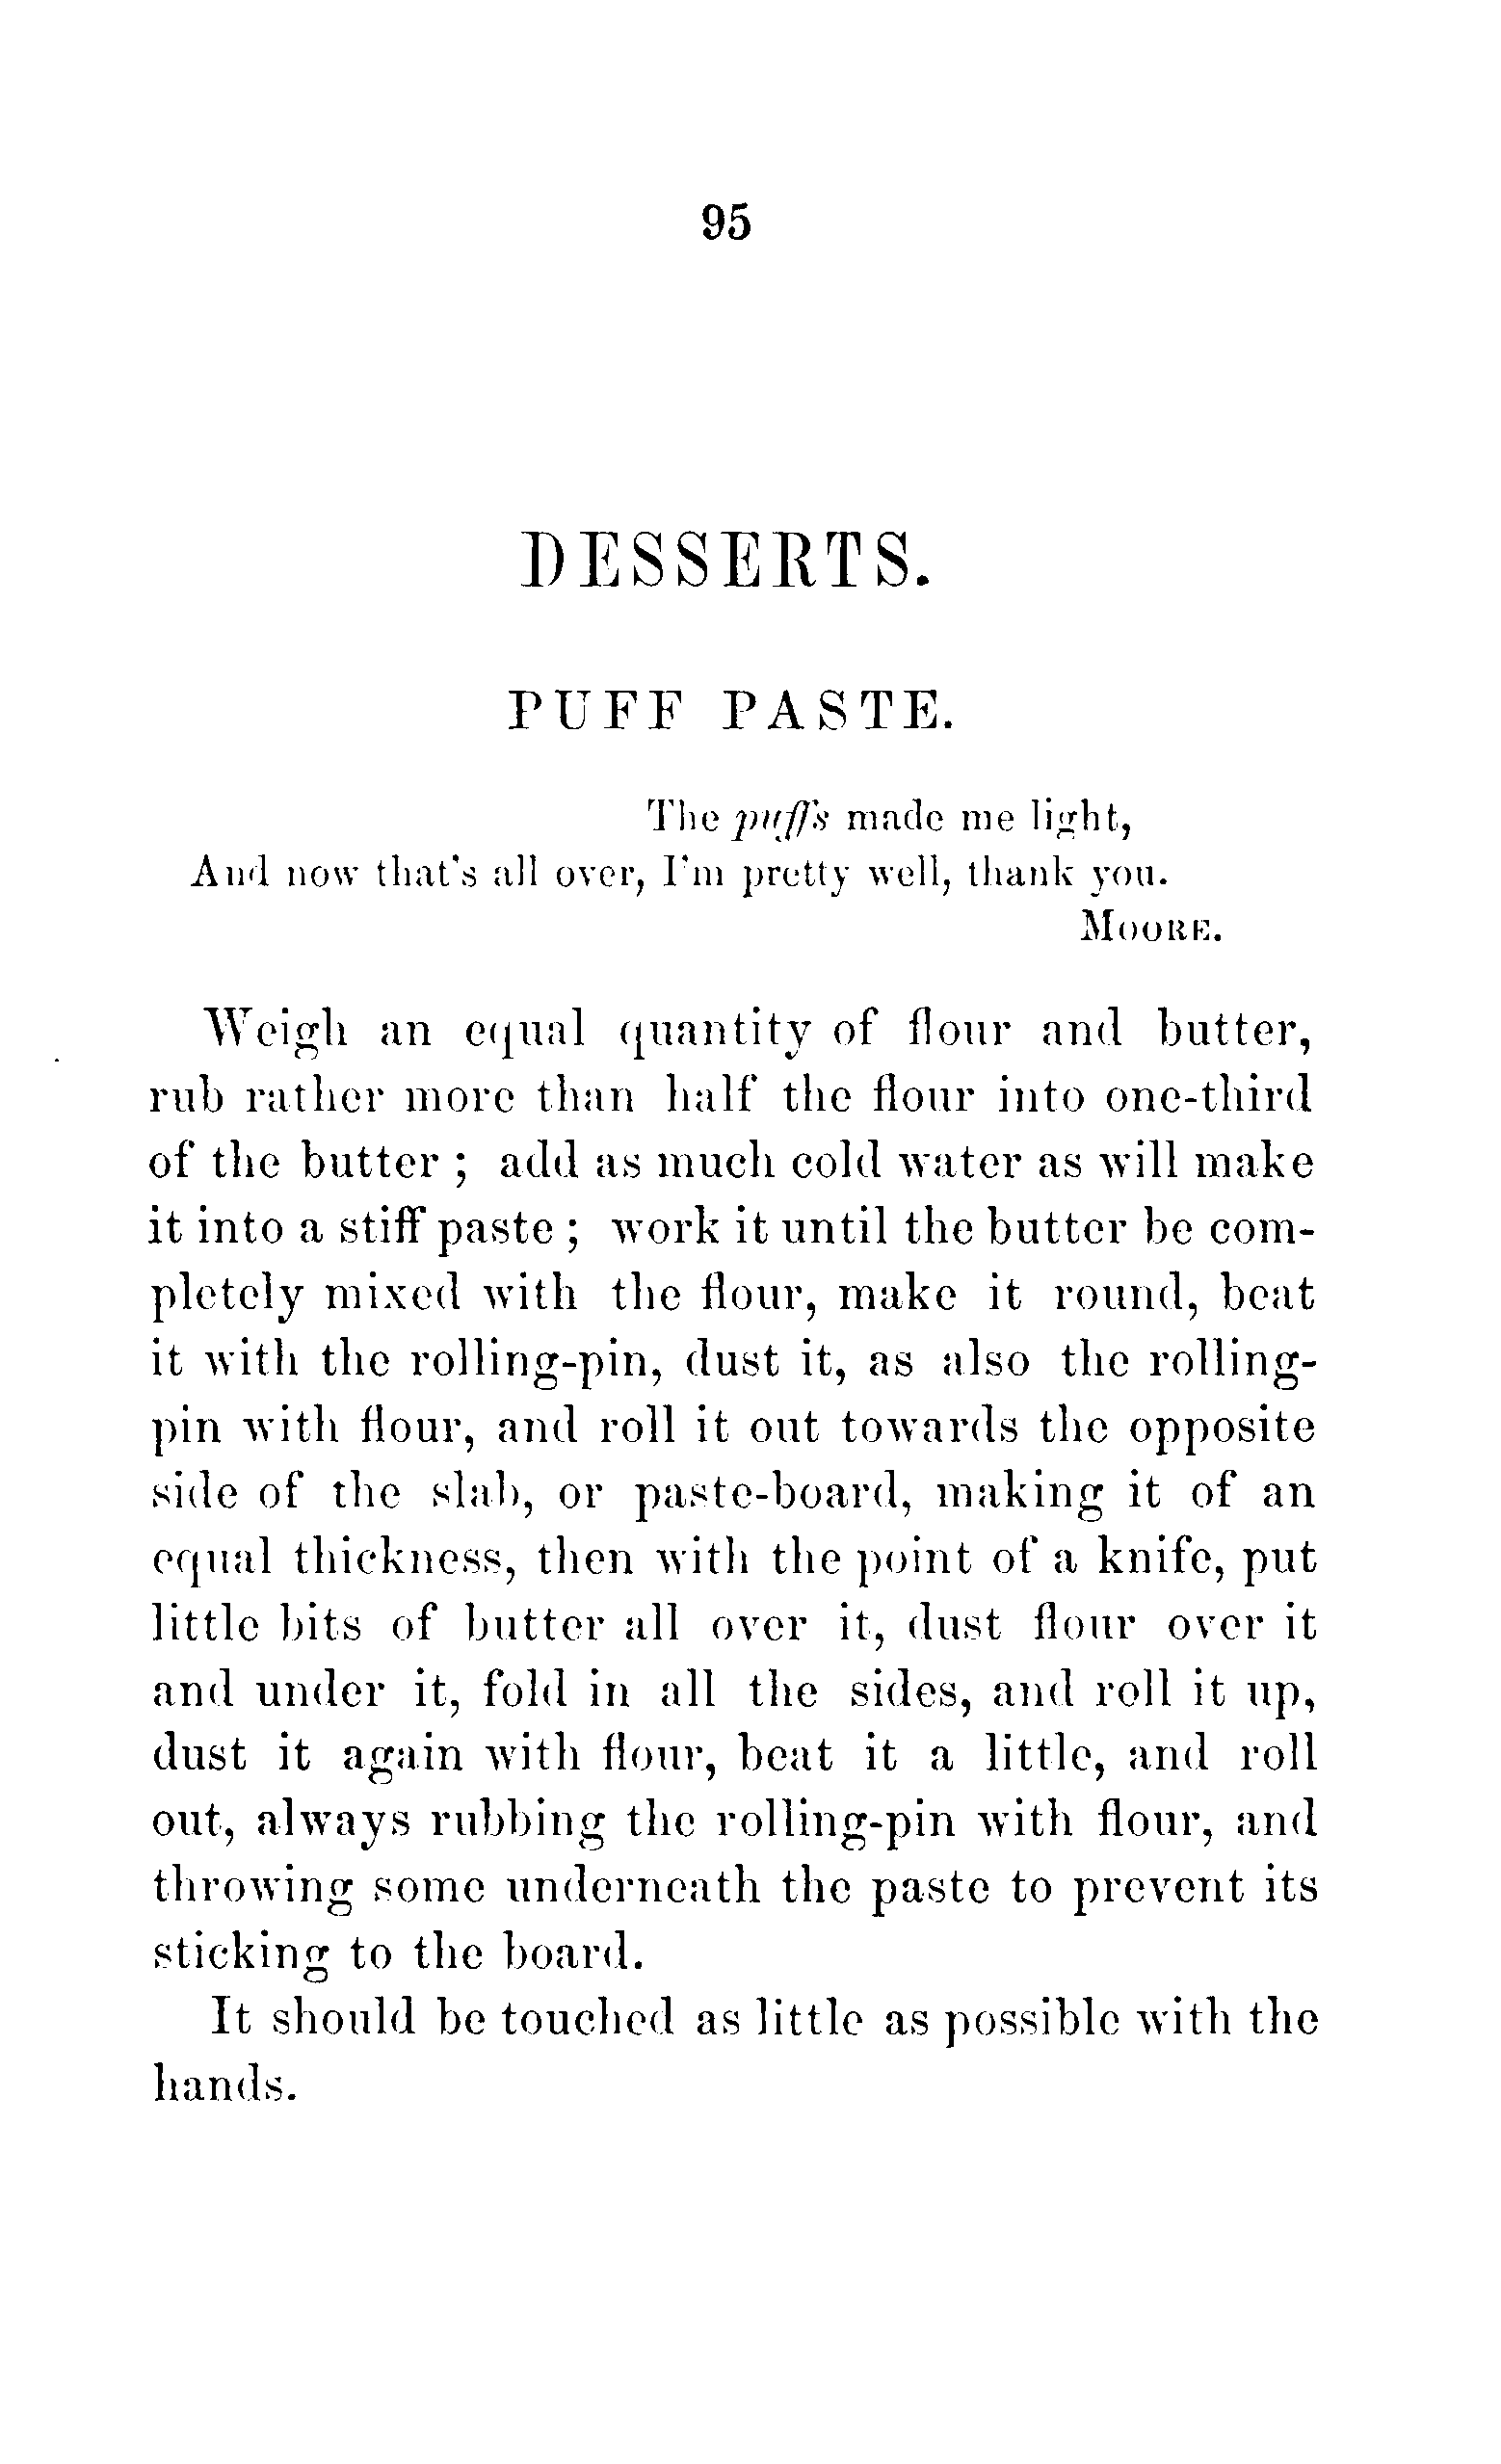 95
DESSERTS.
PUFF PASTE.
The puffs made me light,
And now that's all over, I'm pretty well, thank you.
MOORE.
Weigh an equal quantity of flour and butter,
rub rather more than half the flour into one-third
of the butter ; add as much cold water as will make
it into a stiff paste ; work it until the butter be com-
pletely mixed with the flour, make it round, beat
it with the rolling-pin, dust it, as also the rolling-
pin with flour, and roll it out towards the opposite
side of the slab, or paste-board, making it of an
equal thickness, then with the point of a knife, put
little bits of butter all over it, dust flour over it
and under it, fold in all the sides, and roll it up,
dust it again with flour, beat it a little, and roll
out, always rubbing the rolling-pin with flour, and
throwing some underneath the paste to prevent its
sticking to the board.
It should be touched as little as possible with the
hands.